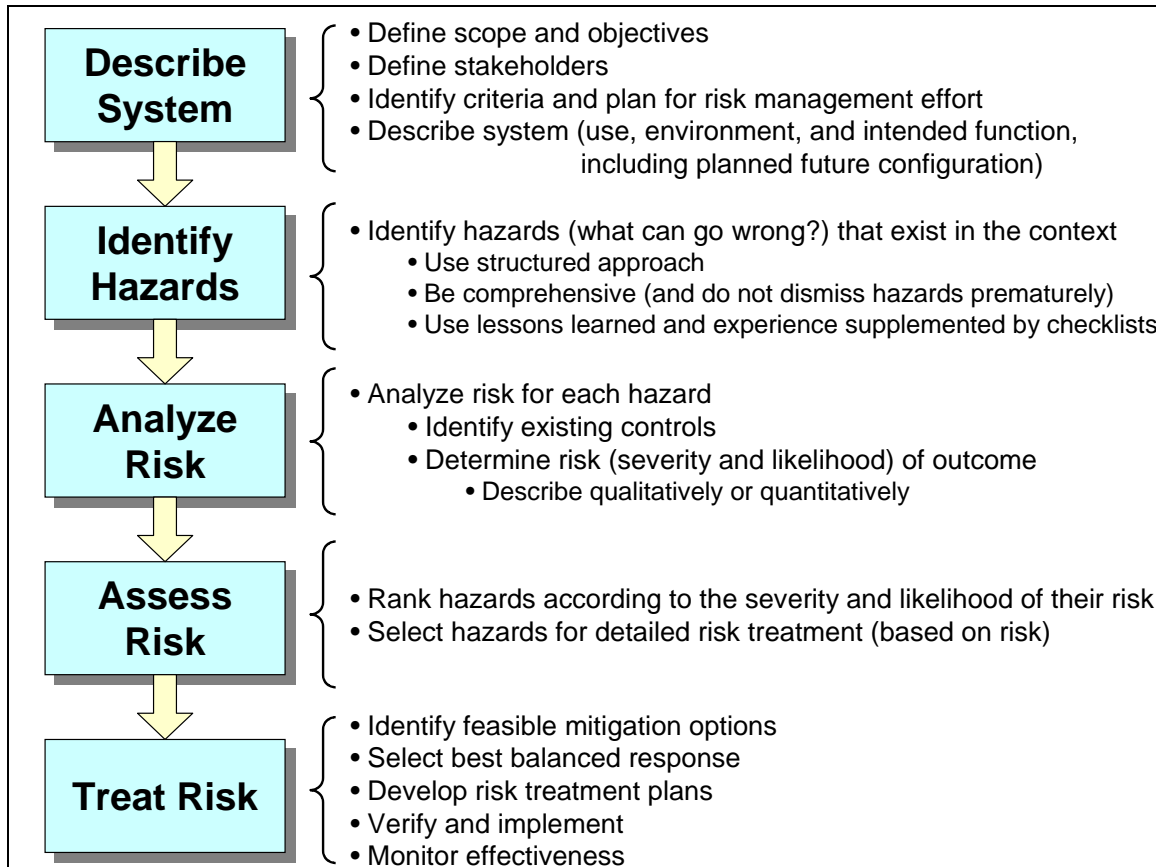 Describe
System
• Define scope and objectives
• Define stakeholders
• Identify criteria and plan for risk management effort
• Describe system (use, environment, and intended function,
including planned future configuration)
Identify
Hazards
• Identify hazards (what can go wrong?) that exist in the context
• Use structured approach
• Be comprehensive (and do not dismiss hazards prematurely)
• Use lessons learned and experience supplemented by checklists
Analyze
Risk
• Analyze risk for each hazard
• Identify existing controls
• Determine risk (severity and likelihood) of outcome
• Describe qualitatively or quantitatively
Assess
Risk
• Rank hazards according to the severity and likelihood of their risk
• Select hazards for detailed risk treatment (based on risk)
Treat Risk
• Identify feasible mitigation options
• Select best balanced response
• Develop risk treatment plans
• Verify and implement
• Monitor effectiveness